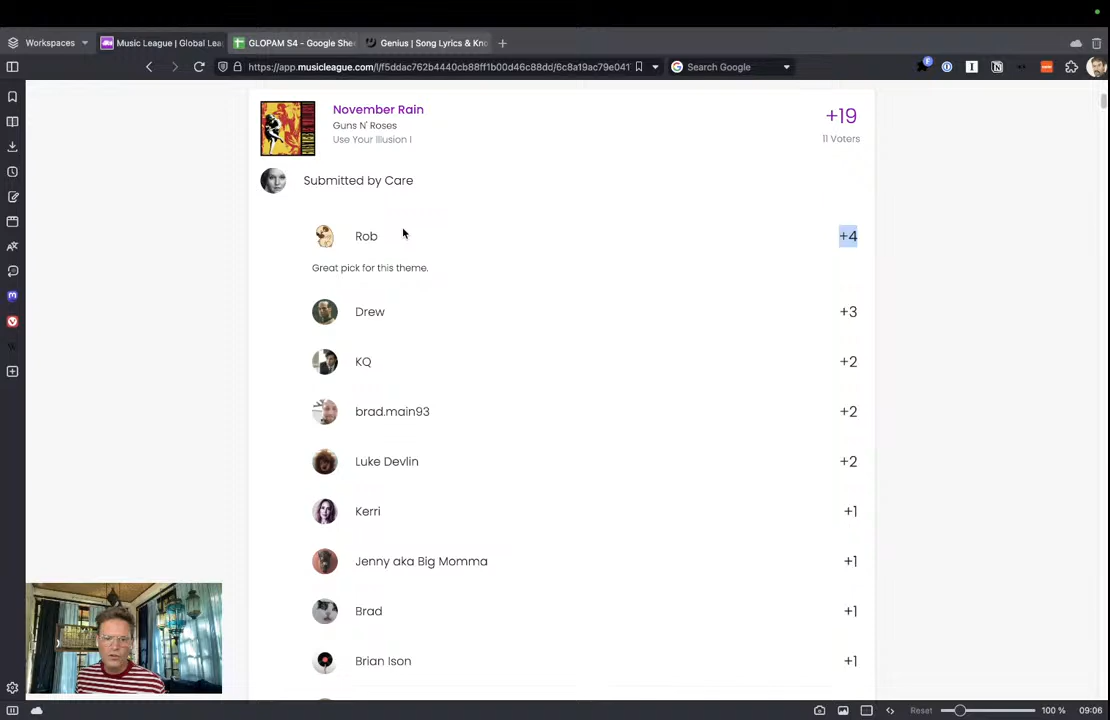 Workspaces
Music League | Global Lea
GLOPAM S4 - Google She
Genius | Song Lyrics & Kno
https://app.musicleague.com/l/f5ddac762b4440cb88ff1b00d46c88dd/6c8a19ac79e041
Search Google
November Rain
+19
Guns N' Roses
11 Voters
Use Your Illusion I
Submitted by Care
Rob
+4
Great pick for this theme.
Drew
+3
KQ
+2
brad.main93
+2
Luke Devlin
+2
Kerri
+1
Jenny aka Big Momma
+1
Brad
+1
Brian Ison
+1
Reset
100 %
09:06